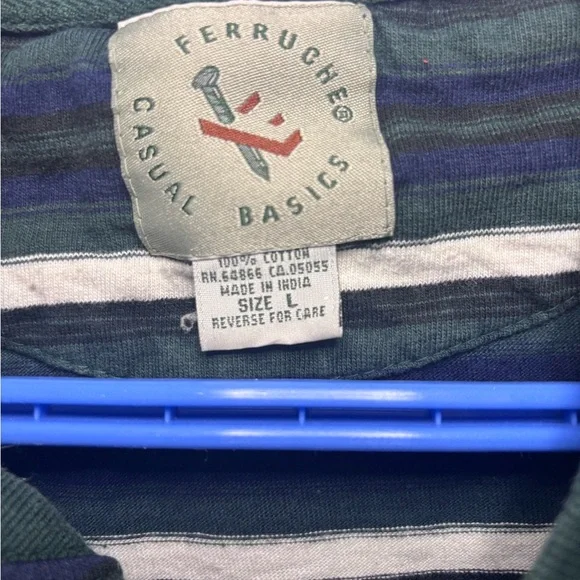 FERRUCHE®
CASUAL BASICS
100% COTTON
RN.64866 CA.05055
MADE IN INDIA
SIZE L
REVERSE FOR CARE